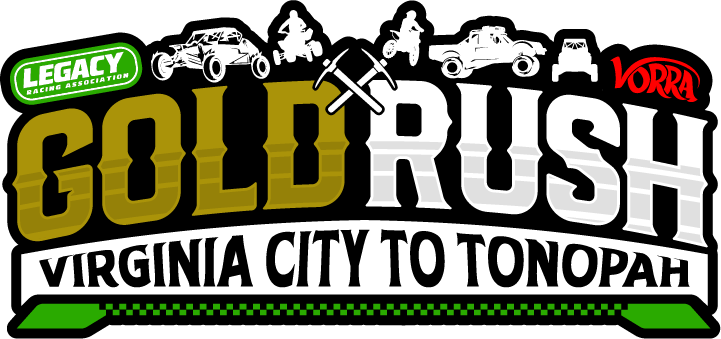 LEGACY
RACING ASSOCIATION
VORRA
GOLD RUSH
VIRGINIA CITY TO TONOPAH